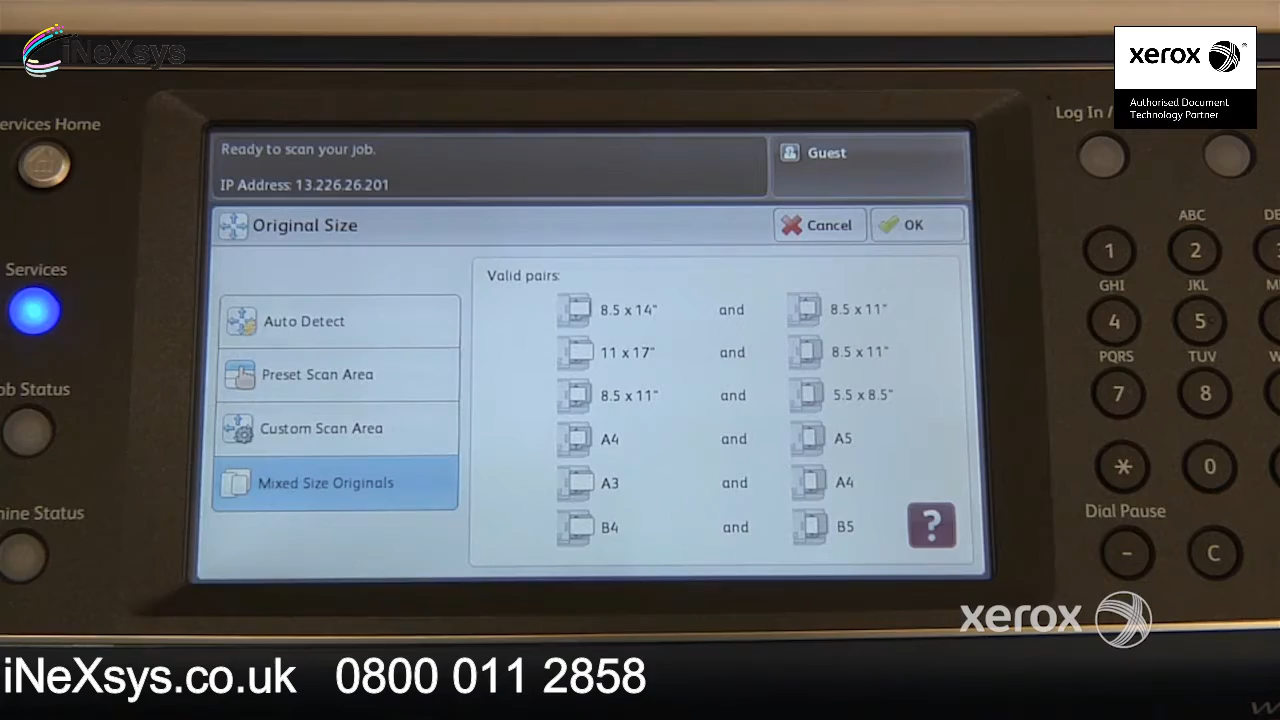 iNeXsys
xerox
Authorised Document
Technology Partner
ervices Home
Log In /
Ready to scan your job.
IP Address: 13.226.26.201
Guest
Original Size
Cancel
OK
Services
Auto Detect
Preset Scan Area
Custom Scan Area
Mixed Size Originals
Valid pairs:
8.5 x 14" and 8.5 x 11"
11 x 17" and 8.5 x 11"
8.5 x 11" and 5.5 x 8.5"
A4 and A5
A3 and A4
B4 and B5
?
ob Status
hine Status
ABC
DE
1
2
3
GHI
JKL
M
4
5
PQRS
TUV
W
7
8
*
0
Dial Pause
-
C
xerox
iNeXsys.co.uk 0800 011 2858